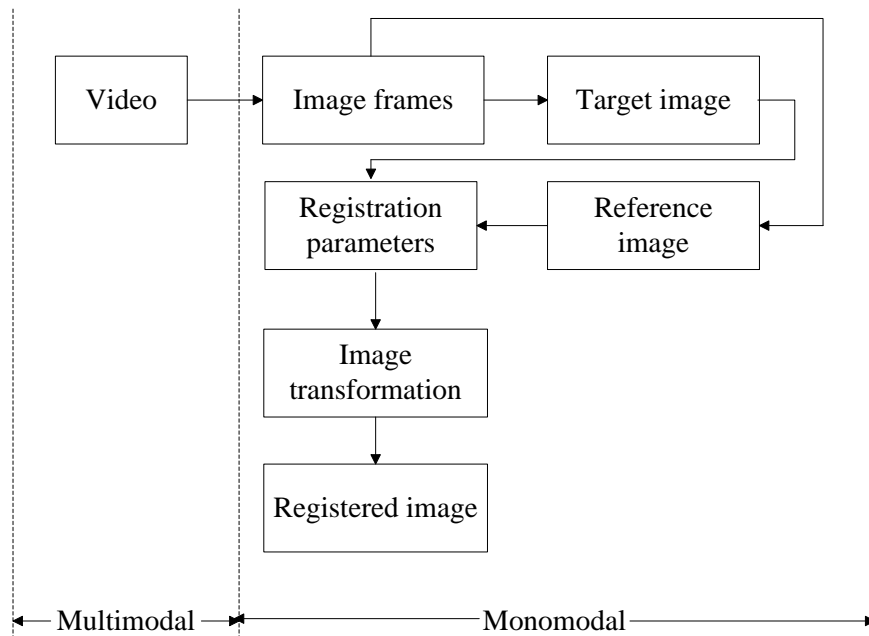 Video
Image frames
Target image
Registration
parameters
Reference
image
Image
transformation
Registered image
Multimodal
Monomodal